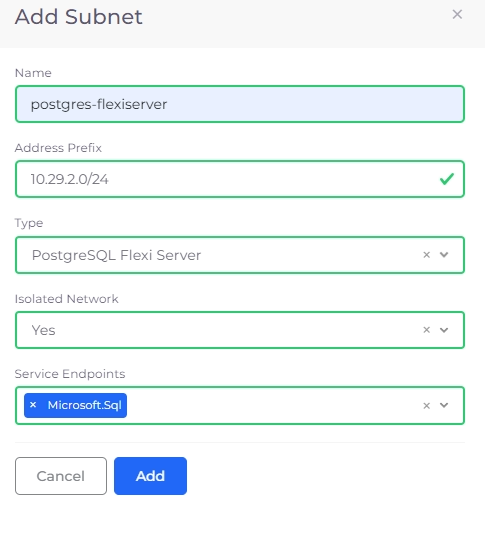 Add Subnet ×
Name
postgres-flexiserver
Address Prefix
10.29.2.0/24
Type
PostgreSQL Flexi Server ×
Isolated Network
Yes ×
Service Endpoints
× Microsoft.Sql ×
Cancel Add